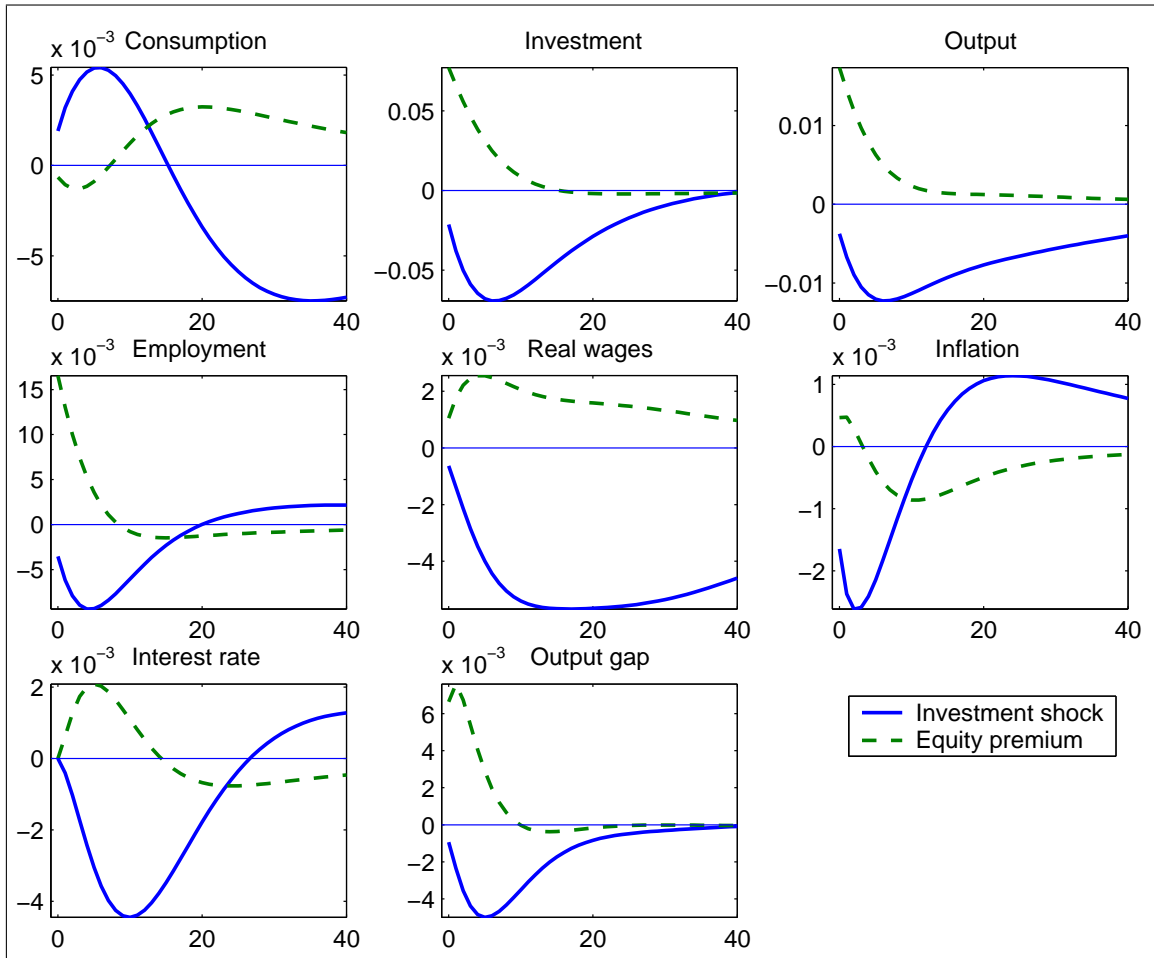 x 10⁻³ Consumption
5
0
−5
0 20 40
Investment
0.05
0
−0.05
0 20 40
Output
0.01
0
−0.01
0 20 40
x 10⁻³ Employment
15
10
5
0
−5
0 20 40
x 10⁻³ Real wages
2
0
−2
−4
0 20 40
x 10⁻³ Inflation
1
0
−1
−2
0 20 40
x 10⁻³ Interest rate
2
0
−2
−4
0 20 40
x 10⁻³ Output gap
6
4
2
0
−2
−4
0 20 40
Investment shock
Equity premium